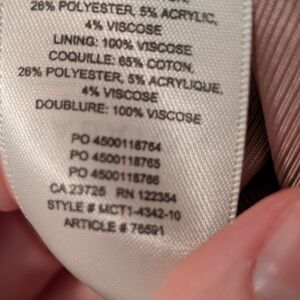 26% POLYESTER, 5% ACRYLIC,
4% VISCOSE
LINING: 100% VISCOSE
COQUILLE: 65% COTON,
26% POLYESTER, 5% ACRYLIQUE,
4% VISCOSE
DOUBLURE: 100% VISCOSE
PO 4500118764
PO 4500118765
PO 4500118766
CA 23725 RN 122354
STYLE # MCT1-4342-10
ARTICLE # 76591